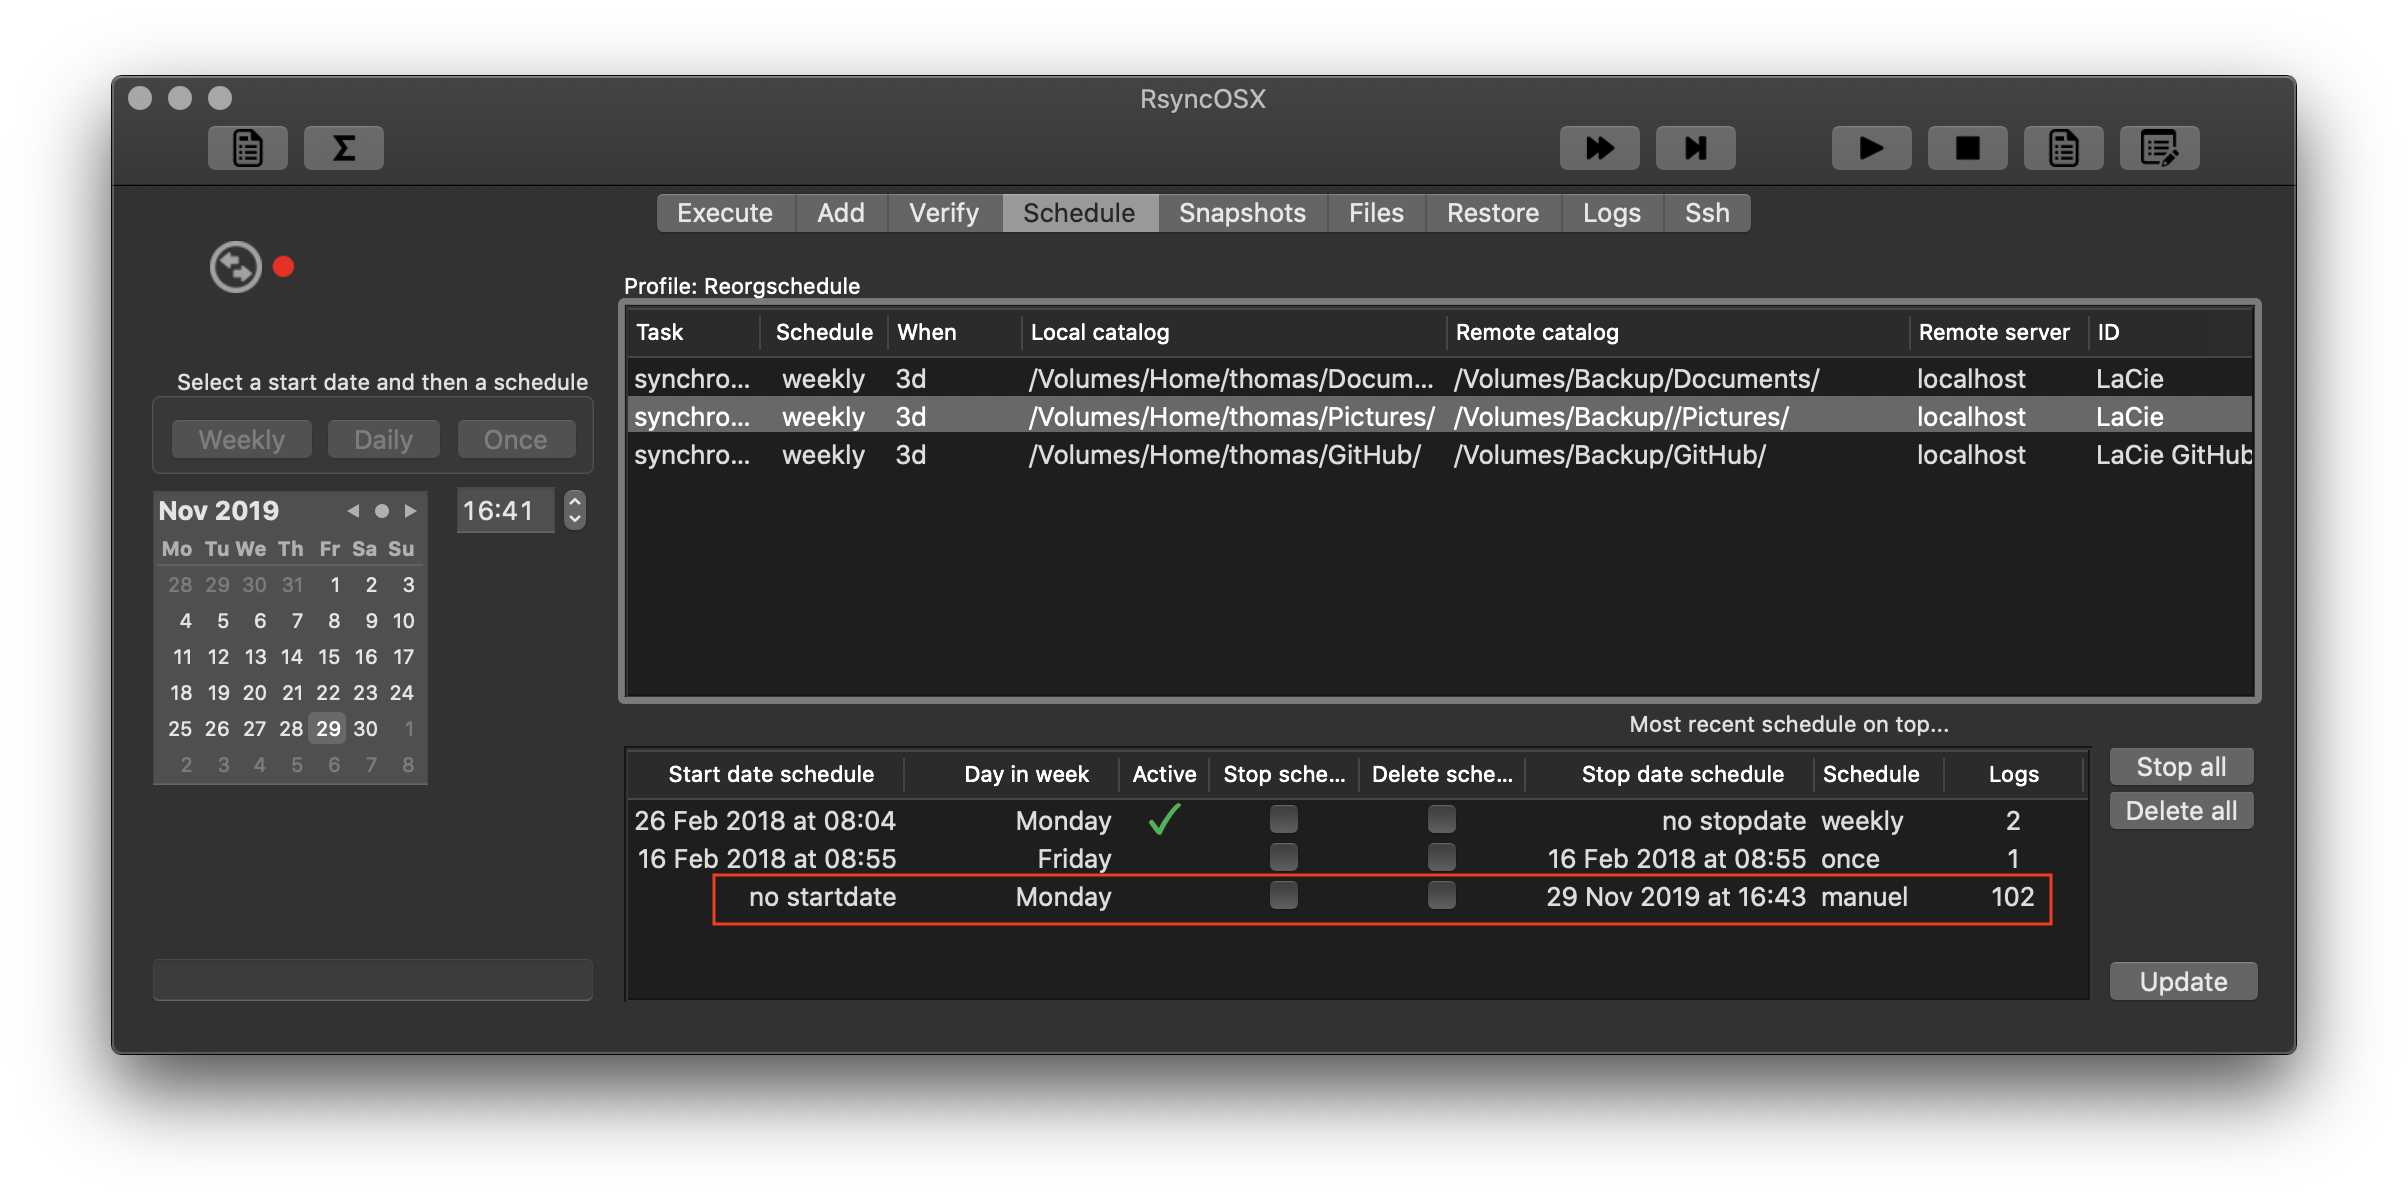 RsyncOSX
Execute Add Verify Schedule Snapshots Files Restore Logs Ssh
Profile: Reorgschedule
Task Schedule When Local catalog Remote catalog Remote server ID
synchro... weekly 3d /Volumes/Home/thomas/Docum... /Volumes/Backup/Documents/ localhost LaCie
synchro... weekly 3d /Volumes/Home/thomas/Pictures/ /Volumes/Backup//Pictures/ localhost LaCie
synchro... weekly 3d /Volumes/Home/thomas/GitHub/ /Volumes/Backup/GitHub/ localhost LaCie GitHub
Select a start date and then a schedule
Weekly Daily Once
Nov 2019
16:41
Mo Tu We Th Fr Sa Su
28 29 30 31 1 2 3
4 5 6 7 8 9 10
11 12 13 14 15 16 17
18 19 20 21 22 23 24
25 26 27 28 29 30 1
2 3 4 5 6 7 8
Most recent schedule on top...
Start date schedule Day in week Active Stop sche... Delete sche... Stop date schedule Schedule Logs
26 Feb 2018 at 08:04 Monday no stopdate weekly 2
16 Feb 2018 at 08:55 Friday 16 Feb 2018 at 08:55 once 1
no startdate Monday 29 Nov 2019 at 16:43 manuel 102
Stop all
Delete all
Update